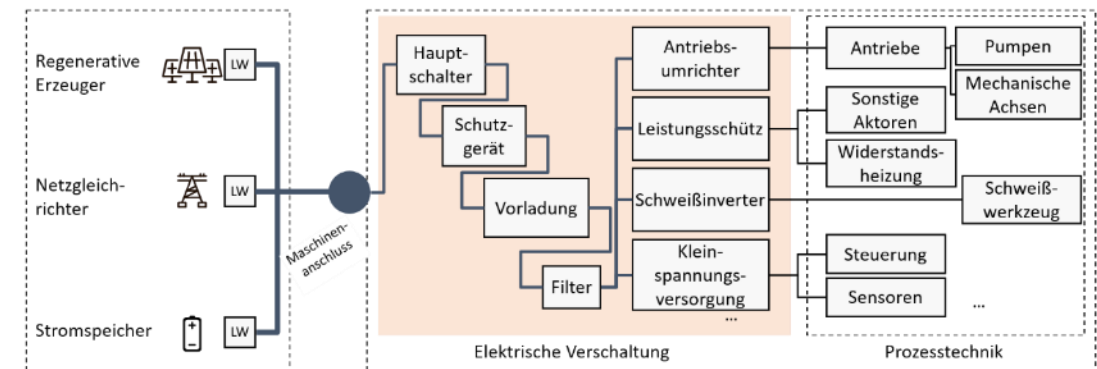 Regenerative
Erzeuger
LW
Netzgleich-
richter
LW
Stromspeicher
LW
Maschinen-
anschluss
Haupt-
schalter
Schutz-
gerät
Vorladung
Filter
Antriebs-
umrichter
Leistungsschütz
Schweißinverter
Klein-
spannungs-
versorgung
...
Elektrische Verschaltung
Antriebe
Pumpen
Mechanische
Achsen
Sonstige
Aktoren
Widerstands-
heizung
Schweiß-
werkzeug
Steuerung
Sensoren
...
Prozesstechnik